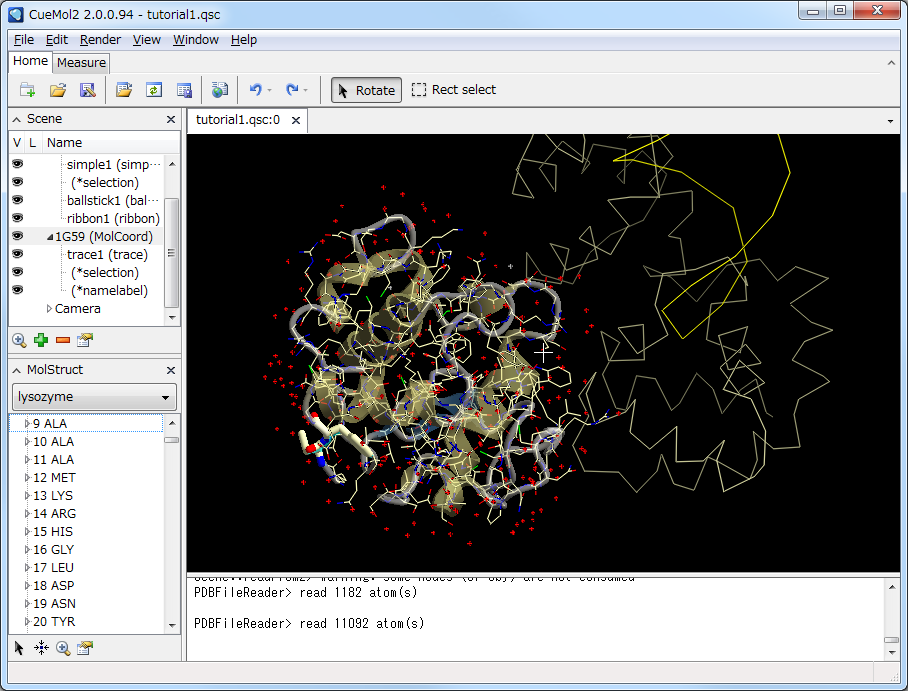 CueMol2 2.0.0.94 - tutorial1.qsc
File Edit Render View Window Help
Home Measure
Rotate Rect select
Scene
tutorial1.qsc:0
V L Name
simple1 (simp···
(*selection)
ballstick1 (bal···
ribbon1 (ribbon)
1G59 (MolCoord)
trace1 (trace)
(*selection)
(*namelabel)
Camera
MolStruct
lysozyme
9 ALA
10 ALA
11 ALA
12 MET
13 LYS
14 ARG
15 HIS
16 GLY
17 LEU
18 ASP
19 ASN
20 TYR
PDBFileReader> read 1182 atom(s)
PDBFileReader> read 11092 atom(s)